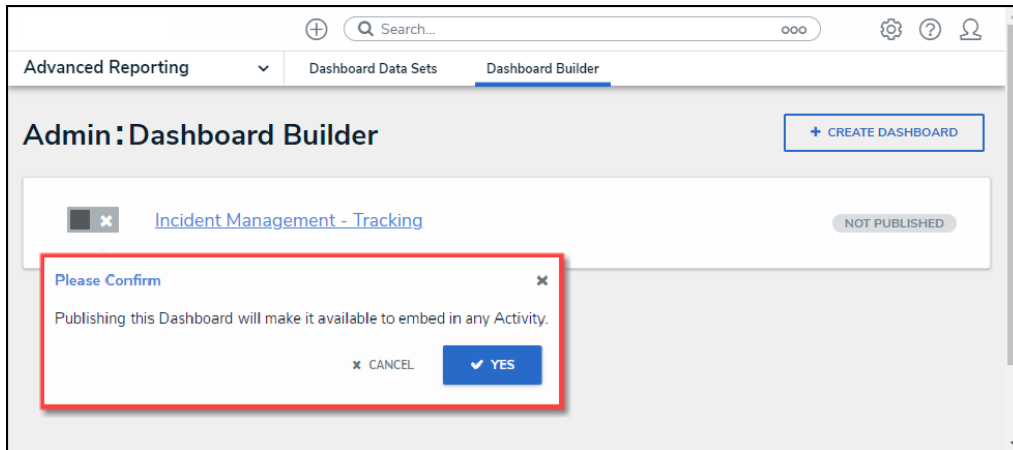 Search...
ooo
Advanced Reporting
Dashboard Data Sets
Dashboard Builder
Admin:Dashboard Builder
+ CREATE DASHBOARD
Incident Management - Tracking
NOT PUBLISHED
Please Confirm
Publishing this Dashboard will make it available to embed in any Activity.
CANCEL
YES